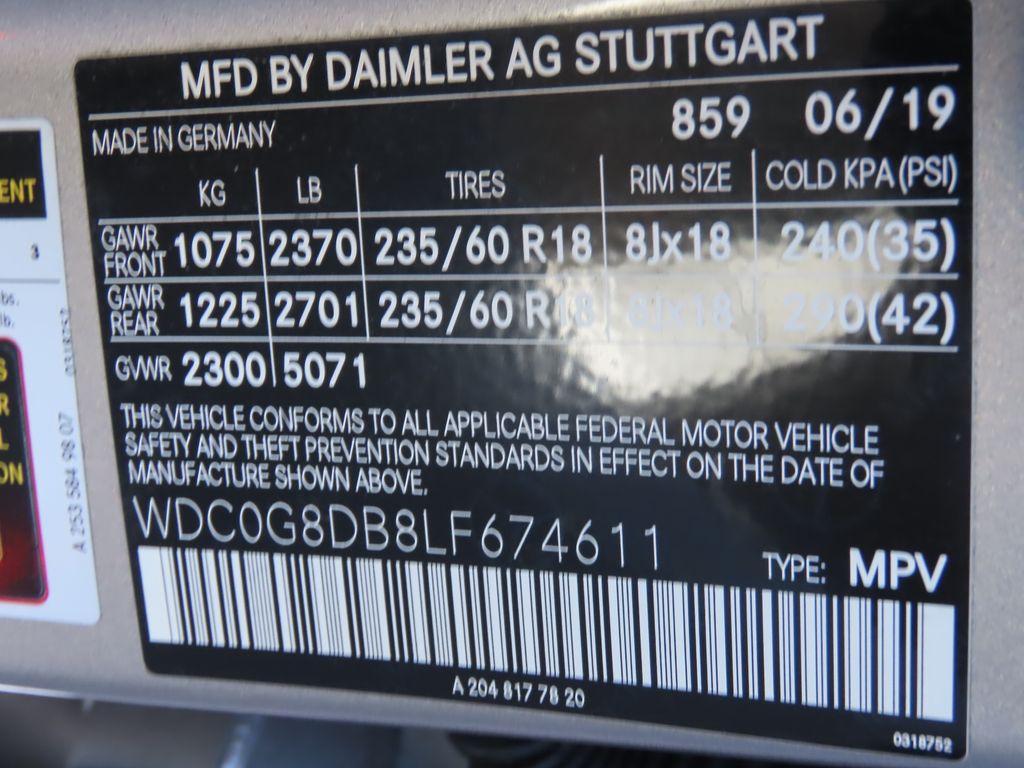 MFD BY DAIMLER AG STUTTGART
MADE IN GERMANY 859 06/19
KG LB TIRES RIM SIZE COLD KPA(PSI)
GAWR FRONT 1075 2370 235/60 R18 8Jx18 240(35)
GAWR REAR 1225 2701 235/60 R18 8Jx18 290(42)
GVWR 2300 5071
THIS VEHICLE CONFORMS TO ALL APPLICABLE FEDERAL MOTOR VEHICLE
SAFETY AND THEFT PREVENTION STANDARDS IN EFFECT ON THE DATE OF
MANUFACTURE SHOWN ABOVE.
WDC0G8DB8LF674611
TYPE: MPV
A 204 817 78 20
0318752
ENT
3
bs.
lb.
S
R
L
ON
A 253 584 98 07